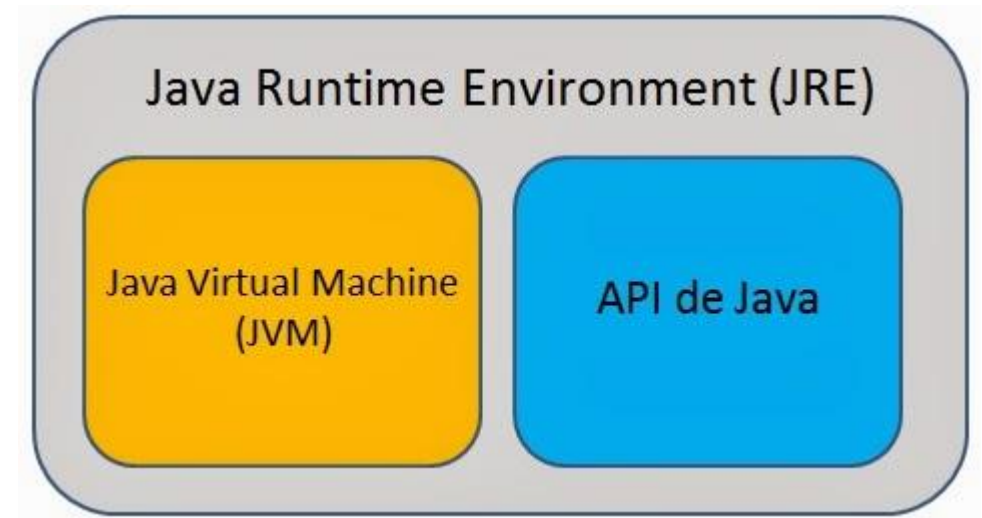 Java Runtime Environment (JRE)
Java Virtual Machine
(JVM)
API de Java